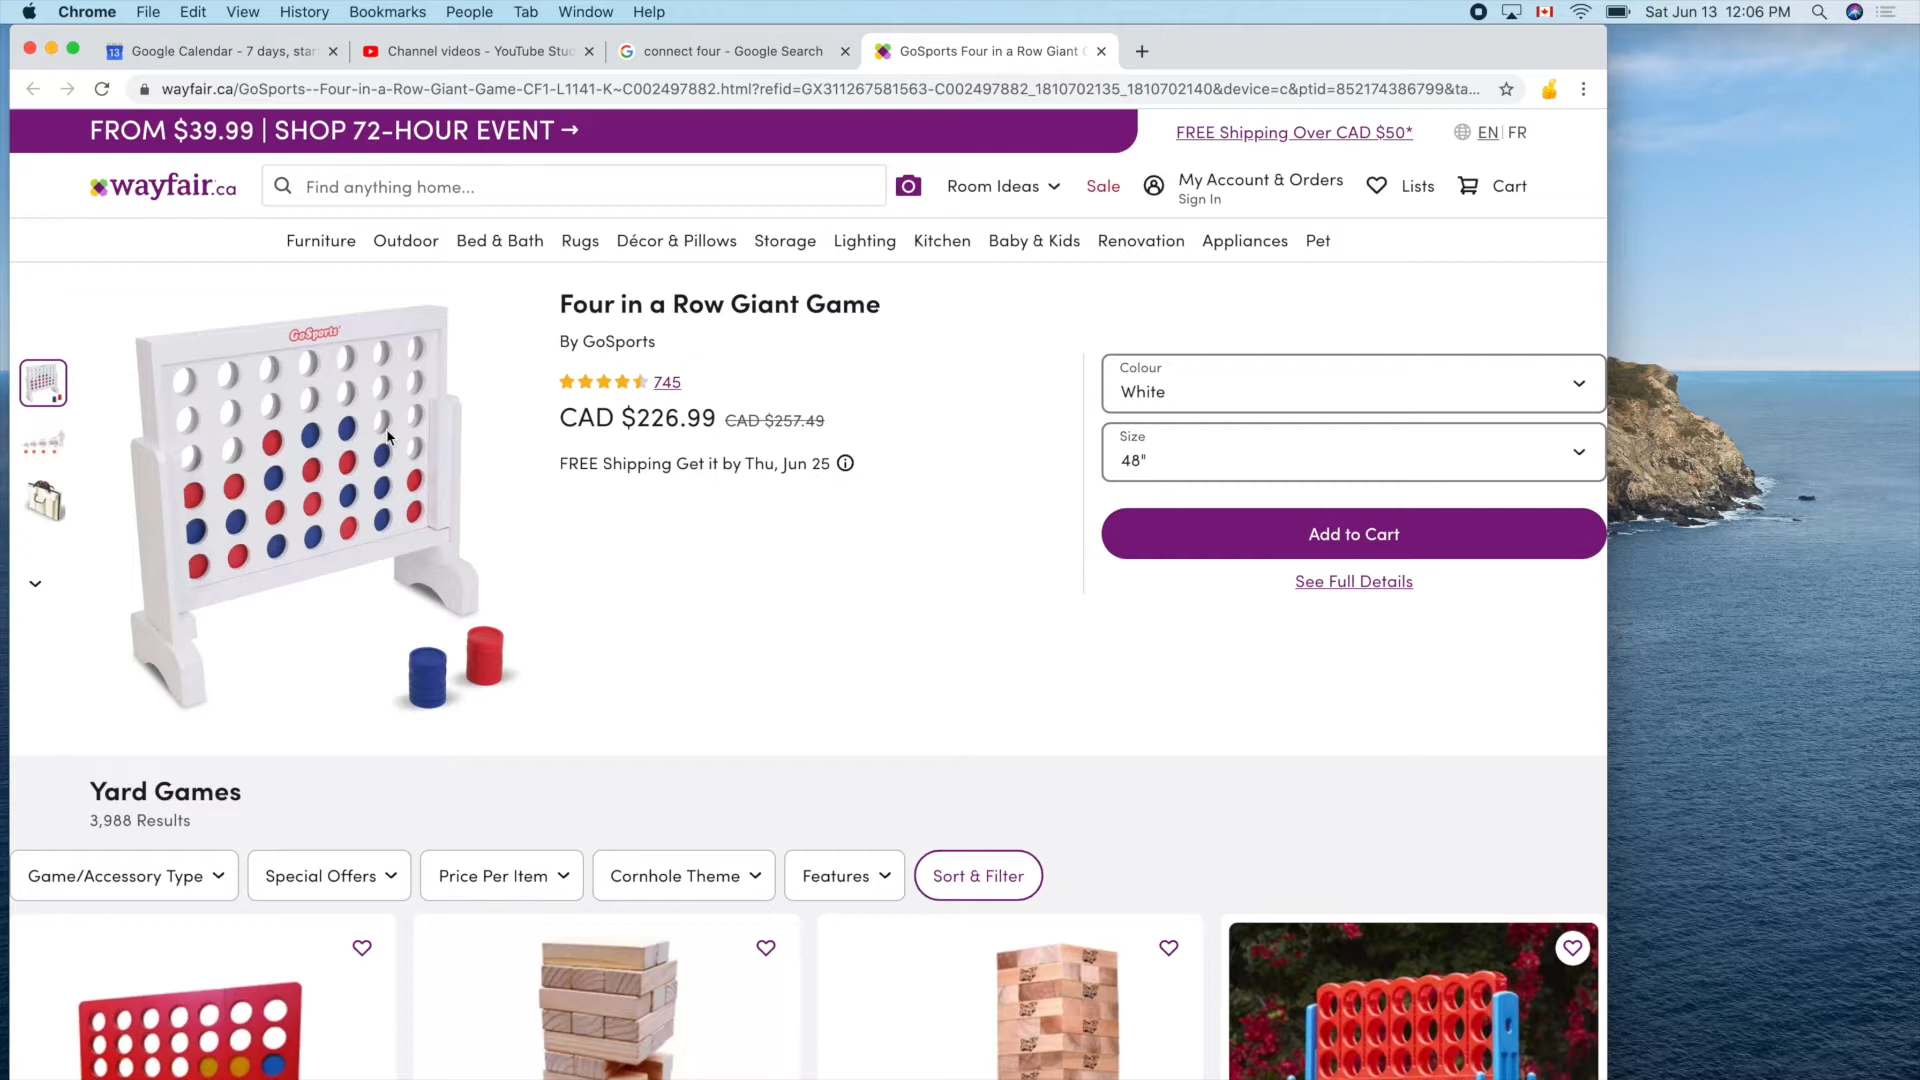 Chrome File Edit View History Bookmarks People Tab Window Help Sat Jun 13 12:06 PM
13 Google Calendar - 7 days, star Channel videos - YouTube Stu connect four - Google Search GoSports Four in a Row Giant
wayfair.ca/GoSports--Four-in-a-Row-Giant-Game-CF1-L1141-K~C002497882.html?refid=GX311267581563-C002497882_1810702135_1810702140&device=c&ptid=852174386799&ta...
FROM $39.99 | SHOP 72-HOUR EVENT →
FREE Shipping Over CAD $50*
EN FR
wayfair.ca
Find anything home...
Room Ideas
Sale
My Account & Orders
Sign In
Lists
Cart
Furniture Outdoor Bed & Bath Rugs Décor & Pillows Storage Lighting Kitchen Baby & Kids Renovation Appliances Pet
GoSports
Four in a Row Giant Game
By GoSports
745
CAD $226.99 CAD $257.49
FREE Shipping Get it by Thu, Jun 25
Colour
White
Size
48"
Add to Cart
See Full Details
Yard Games
3,988 Results
Game/Accessory Type Special Offers Price Per Item Cornhole Theme Features Sort & Filter